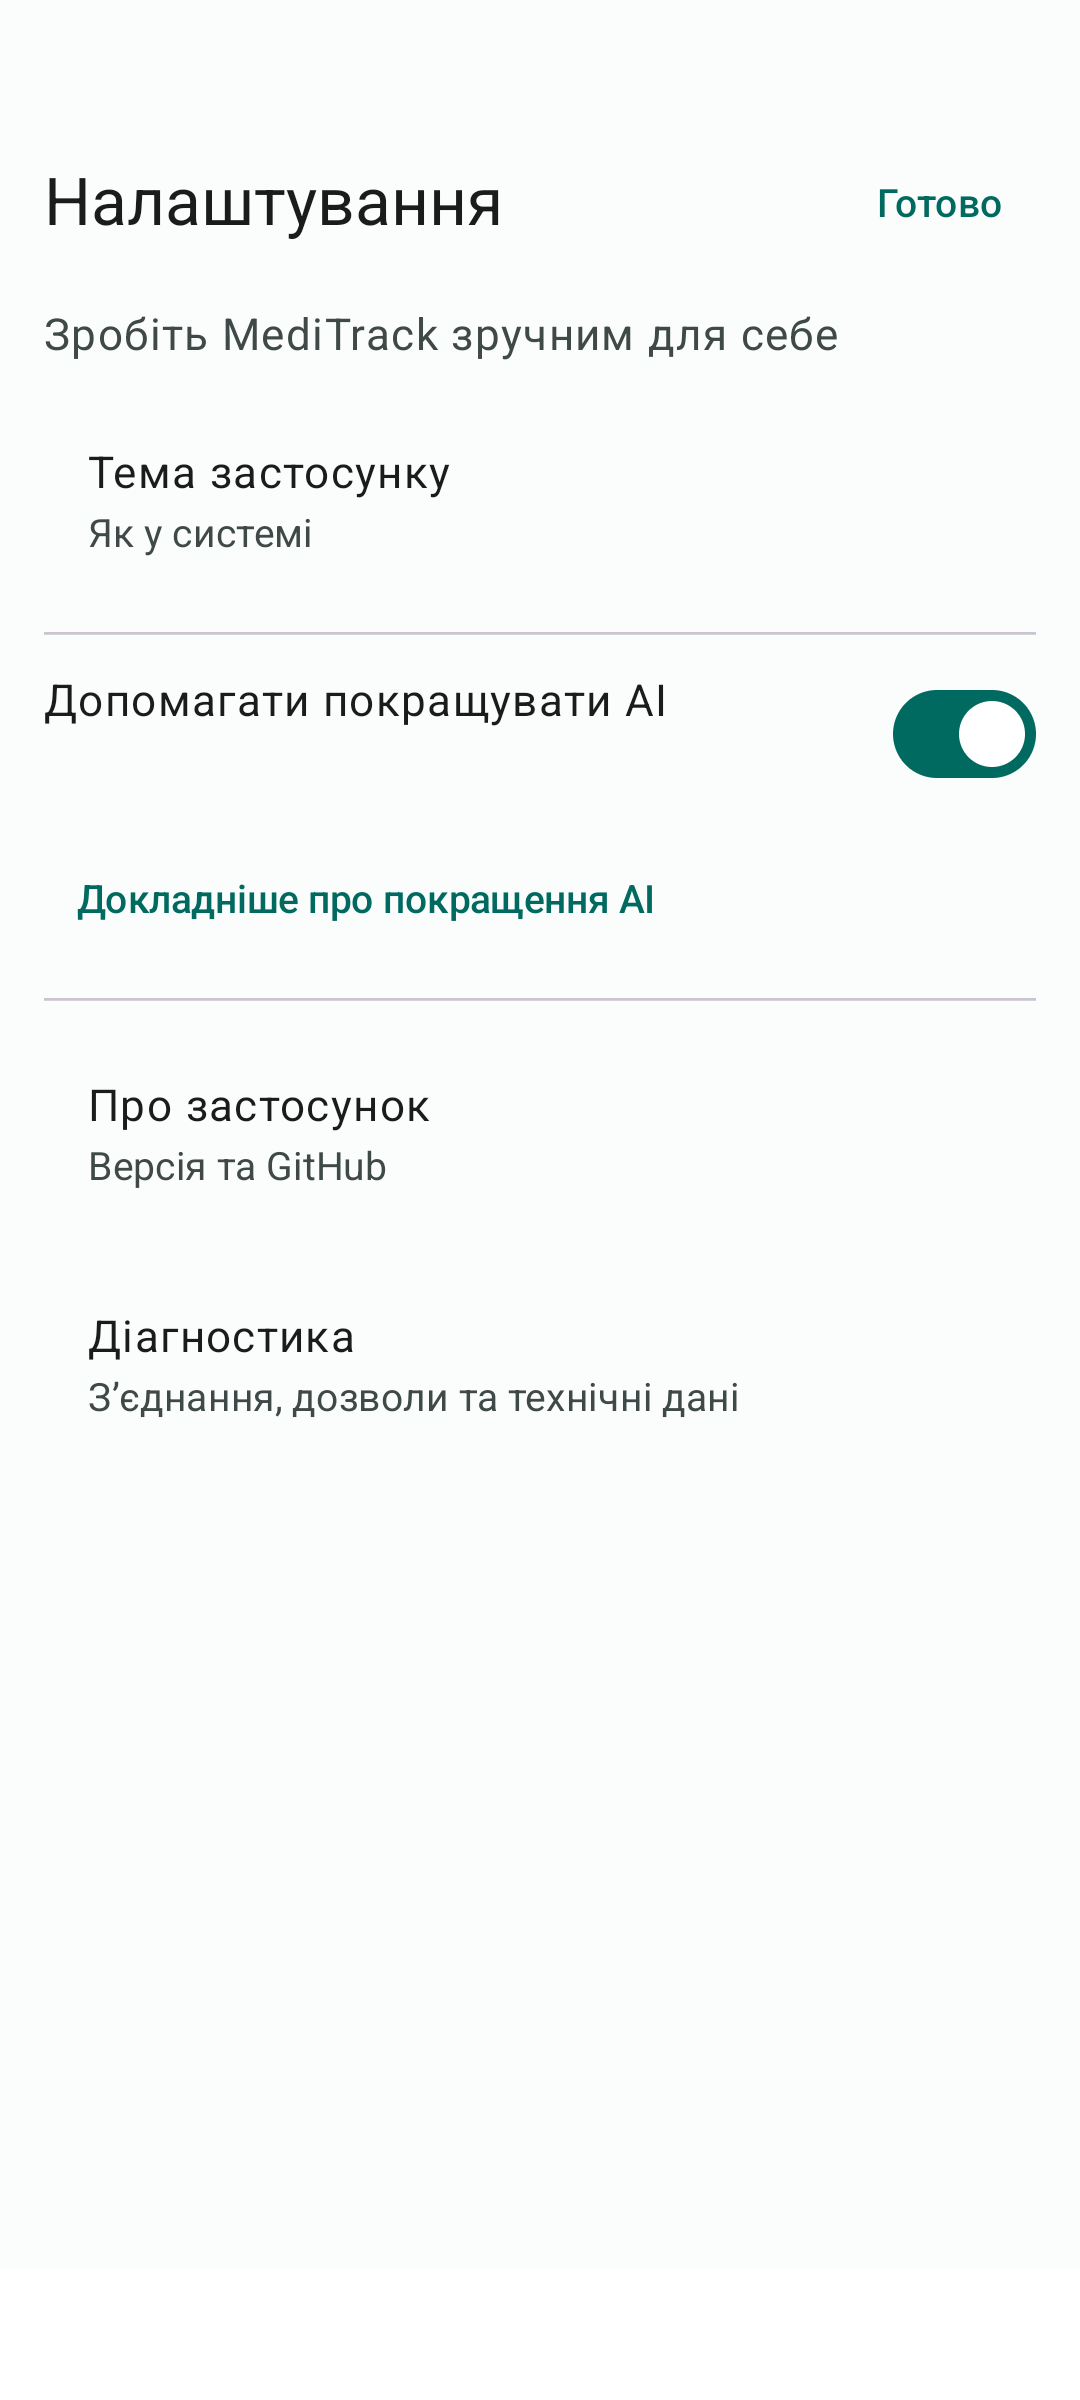 Налаштування
Готово
Зробіть MediTrack зручним для себе
Тема застосунку
Як у системі
Допомагати покращувати AI
Докладніше про покращення AI
Про застосунок
Версія та GitHub
Діагностика
З’єднання, дозволи та технічні дані